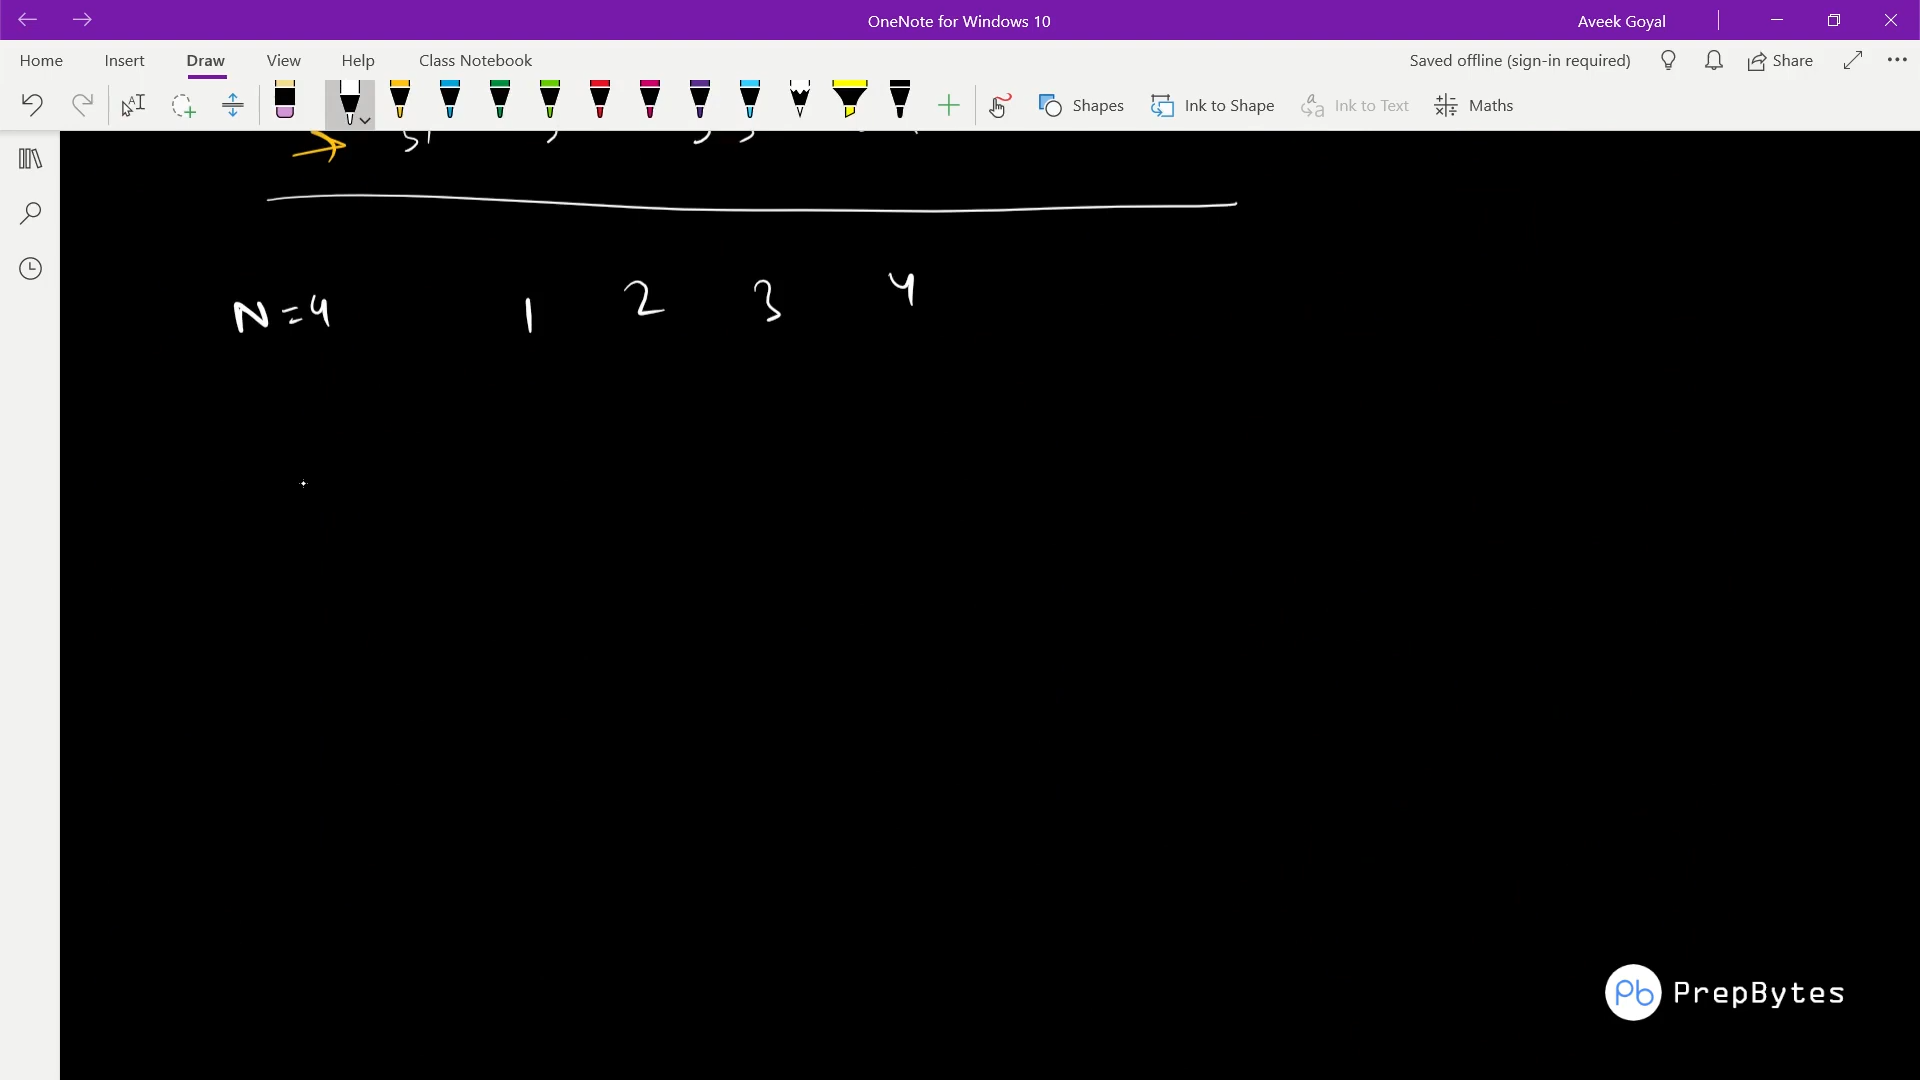 OneNote for Windows 10 Aveek Goyal
Home Insert Draw View Help Class Notebook Saved offline (sign-in required) Share
Shapes Ink to Shape Ink to Text Maths
N=4 1 2 3 4
Pb PrepBytes